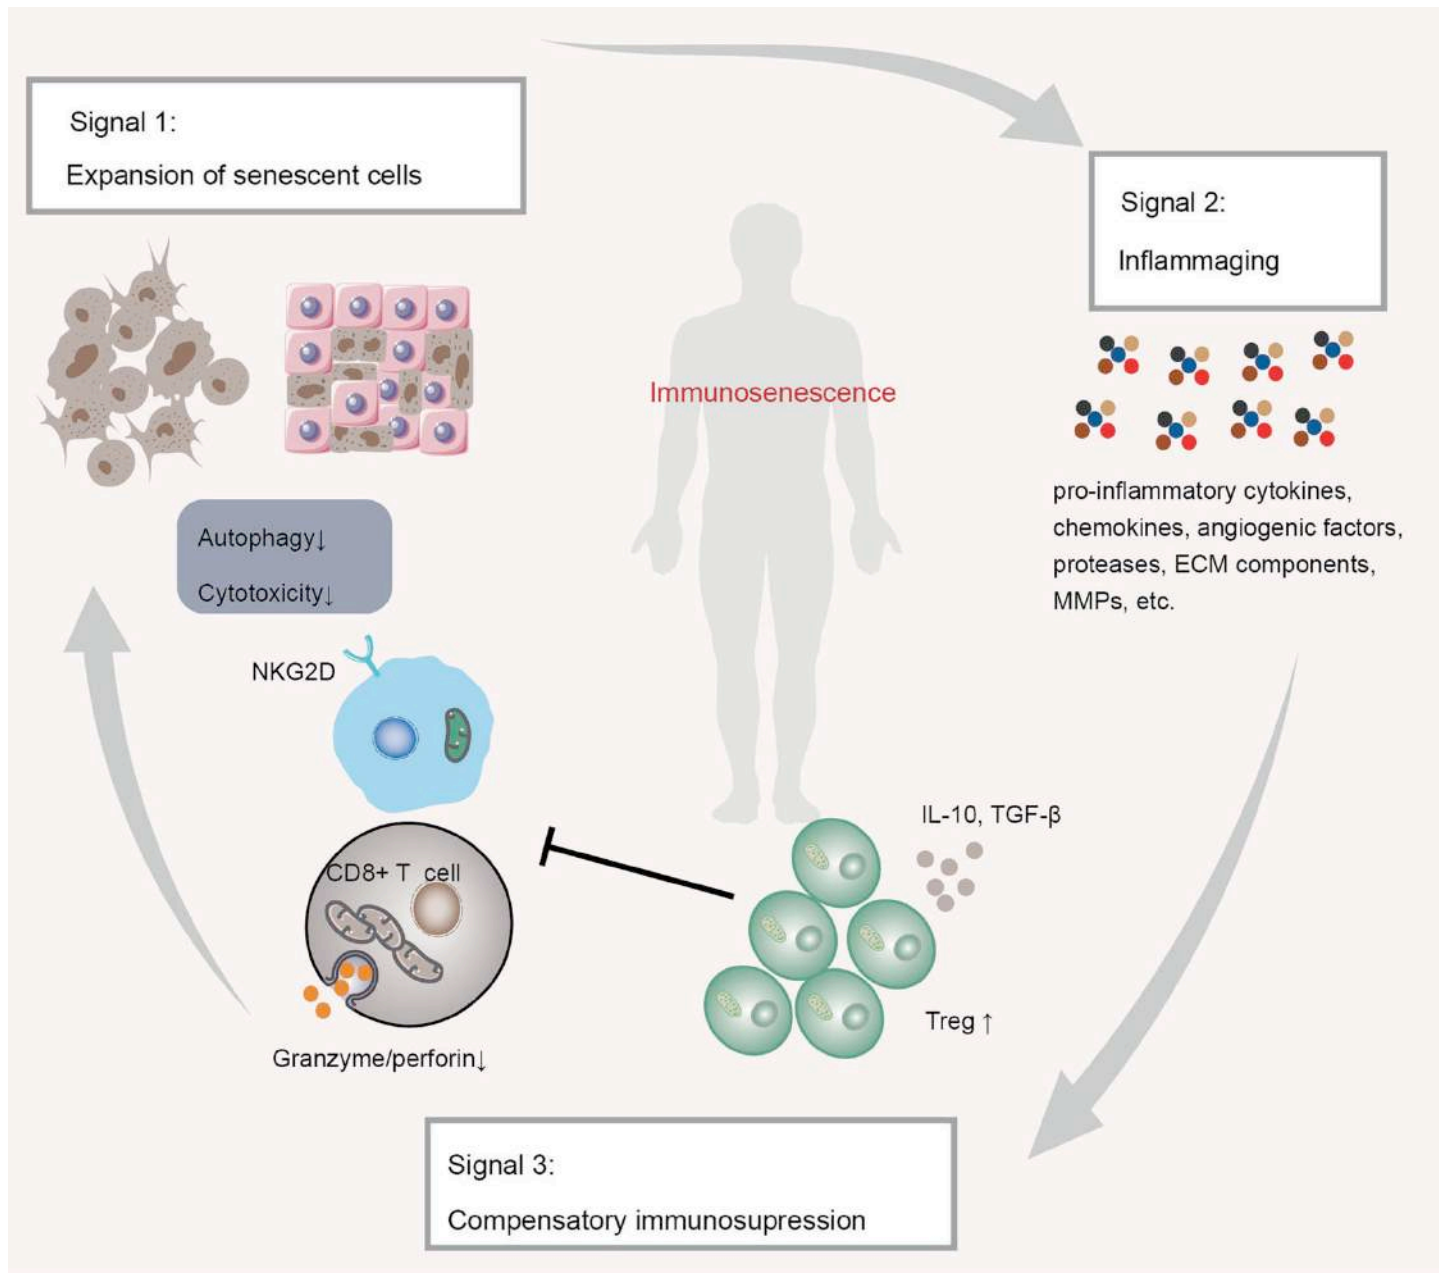 Signal 1:
Expansion of senescent cells
Signal 2:
Inflammaging
Immunosenescence
pro-inflammatory cytokines,
chemokines, angiogenic factors,
proteases, ECM components,
MMPs, etc.
Autophagy↓
Cytotoxicity↓
NKG2D
IL-10, TGF-β
CD8+ T cell
Treg ↑
Granzyme/perforin↓
Signal 3:
Compensatory immunosupression